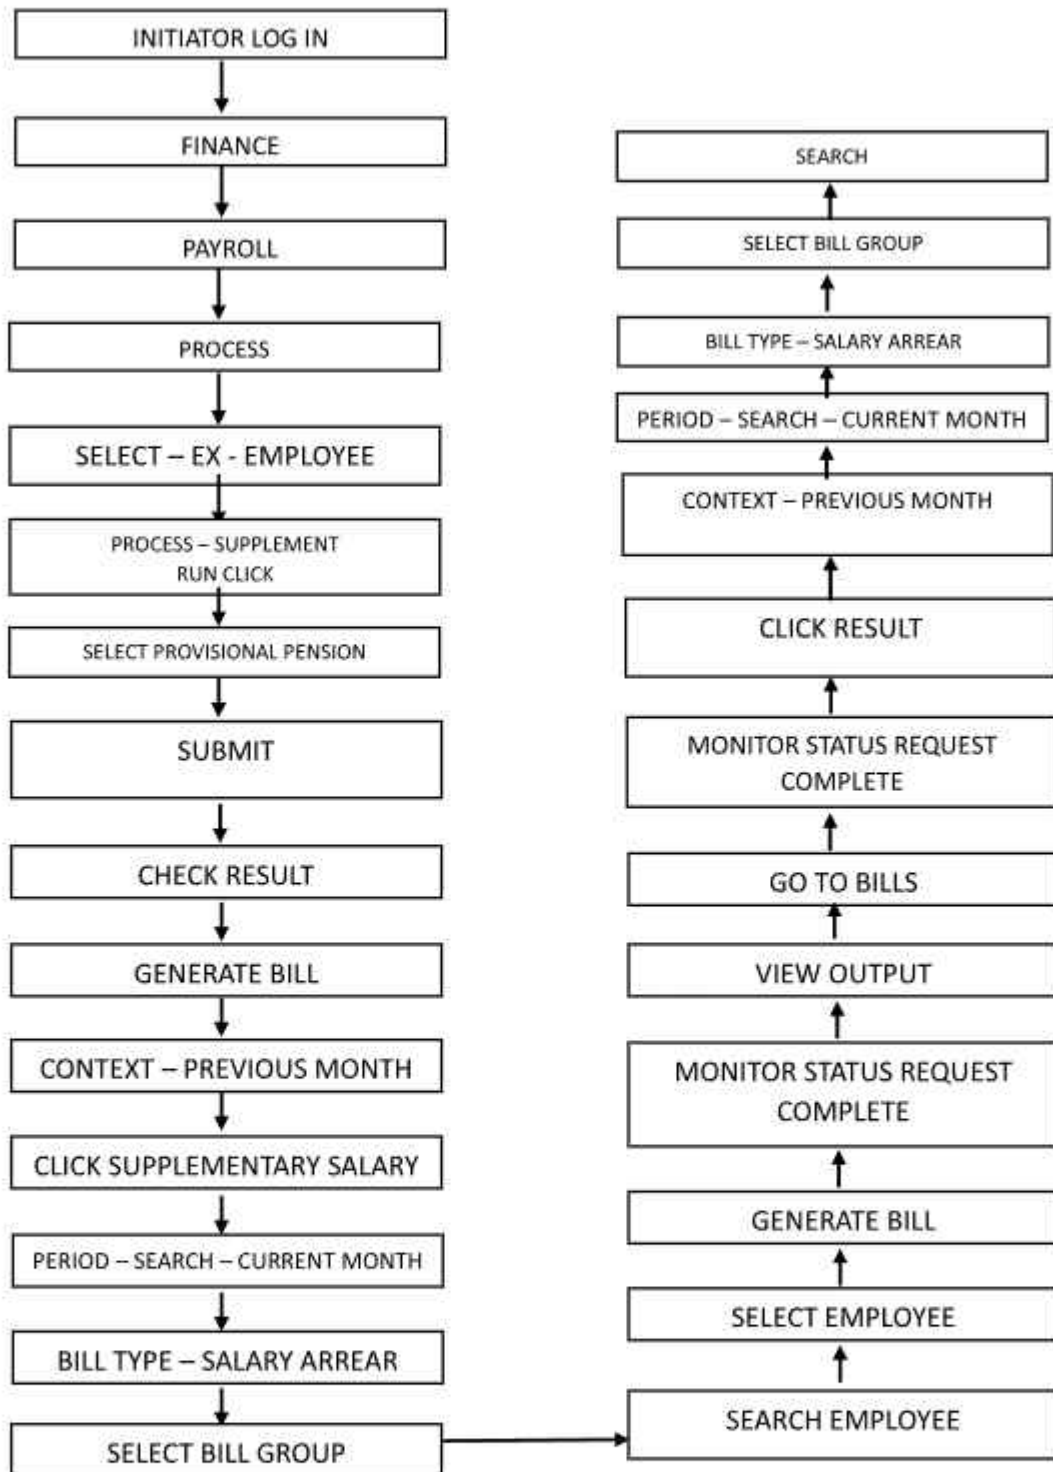 INITIATOR LOG IN
FINANCE
PAYROLL
PROCESS
SELECT – EX - EMPLOYEE
PROCESS – SUPPLEMENT
RUN CLICK
SELECT PROVISIONAL PENSION
SUBMIT
CHECK RESULT
GENERATE BILL
CONTEXT – PREVIOUS MONTH
CLICK SUPPLEMENTARY SALARY
PERIOD – SEARCH – CURRENT MONTH
BILL TYPE – SALARY ARREAR
SELECT BILL GROUP
SEARCH EMPLOYEE
SELECT EMPLOYEE
GENERATE BILL
MONITOR STATUS REQUEST
COMPLETE
VIEW OUTPUT
GO TO BILLS
MONITOR STATUS REQUEST
COMPLETE
CLICK RESULT
CONTEXT – PREVIOUS MONTH
PERIOD – SEARCH – CURRENT MONTH
BILL TYPE – SALARY ARREAR
SELECT BILL GROUP
SEARCH